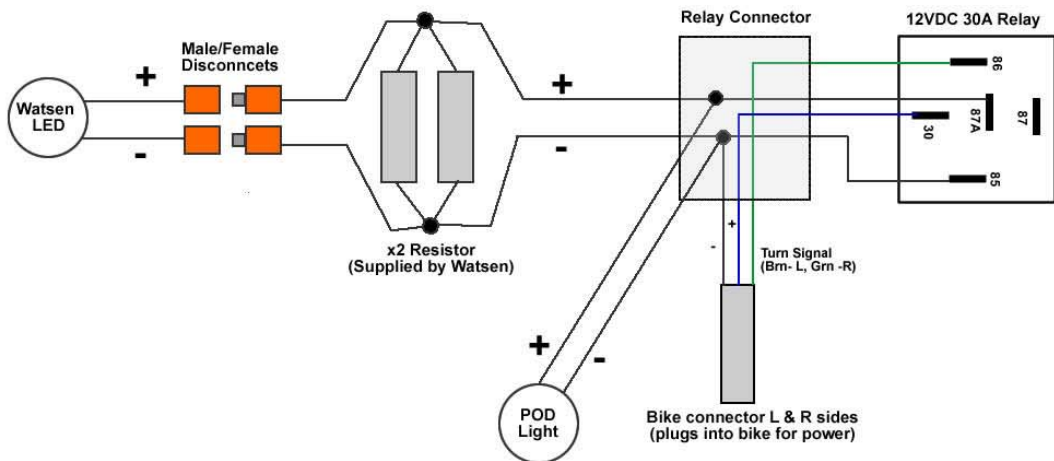 Relay Connector
12VDC 30A Relay
Male/Female
Disconncets
Watsen
LED
+
-
+
-
86
87A
87
30
85
x2 Resistor
(Supplied by Watsen)
-
+
Turn Signal
(Brn- L, Grn -R)
+
-
POD
Light
Bike connector L & R sides
(plugs into bike for power)